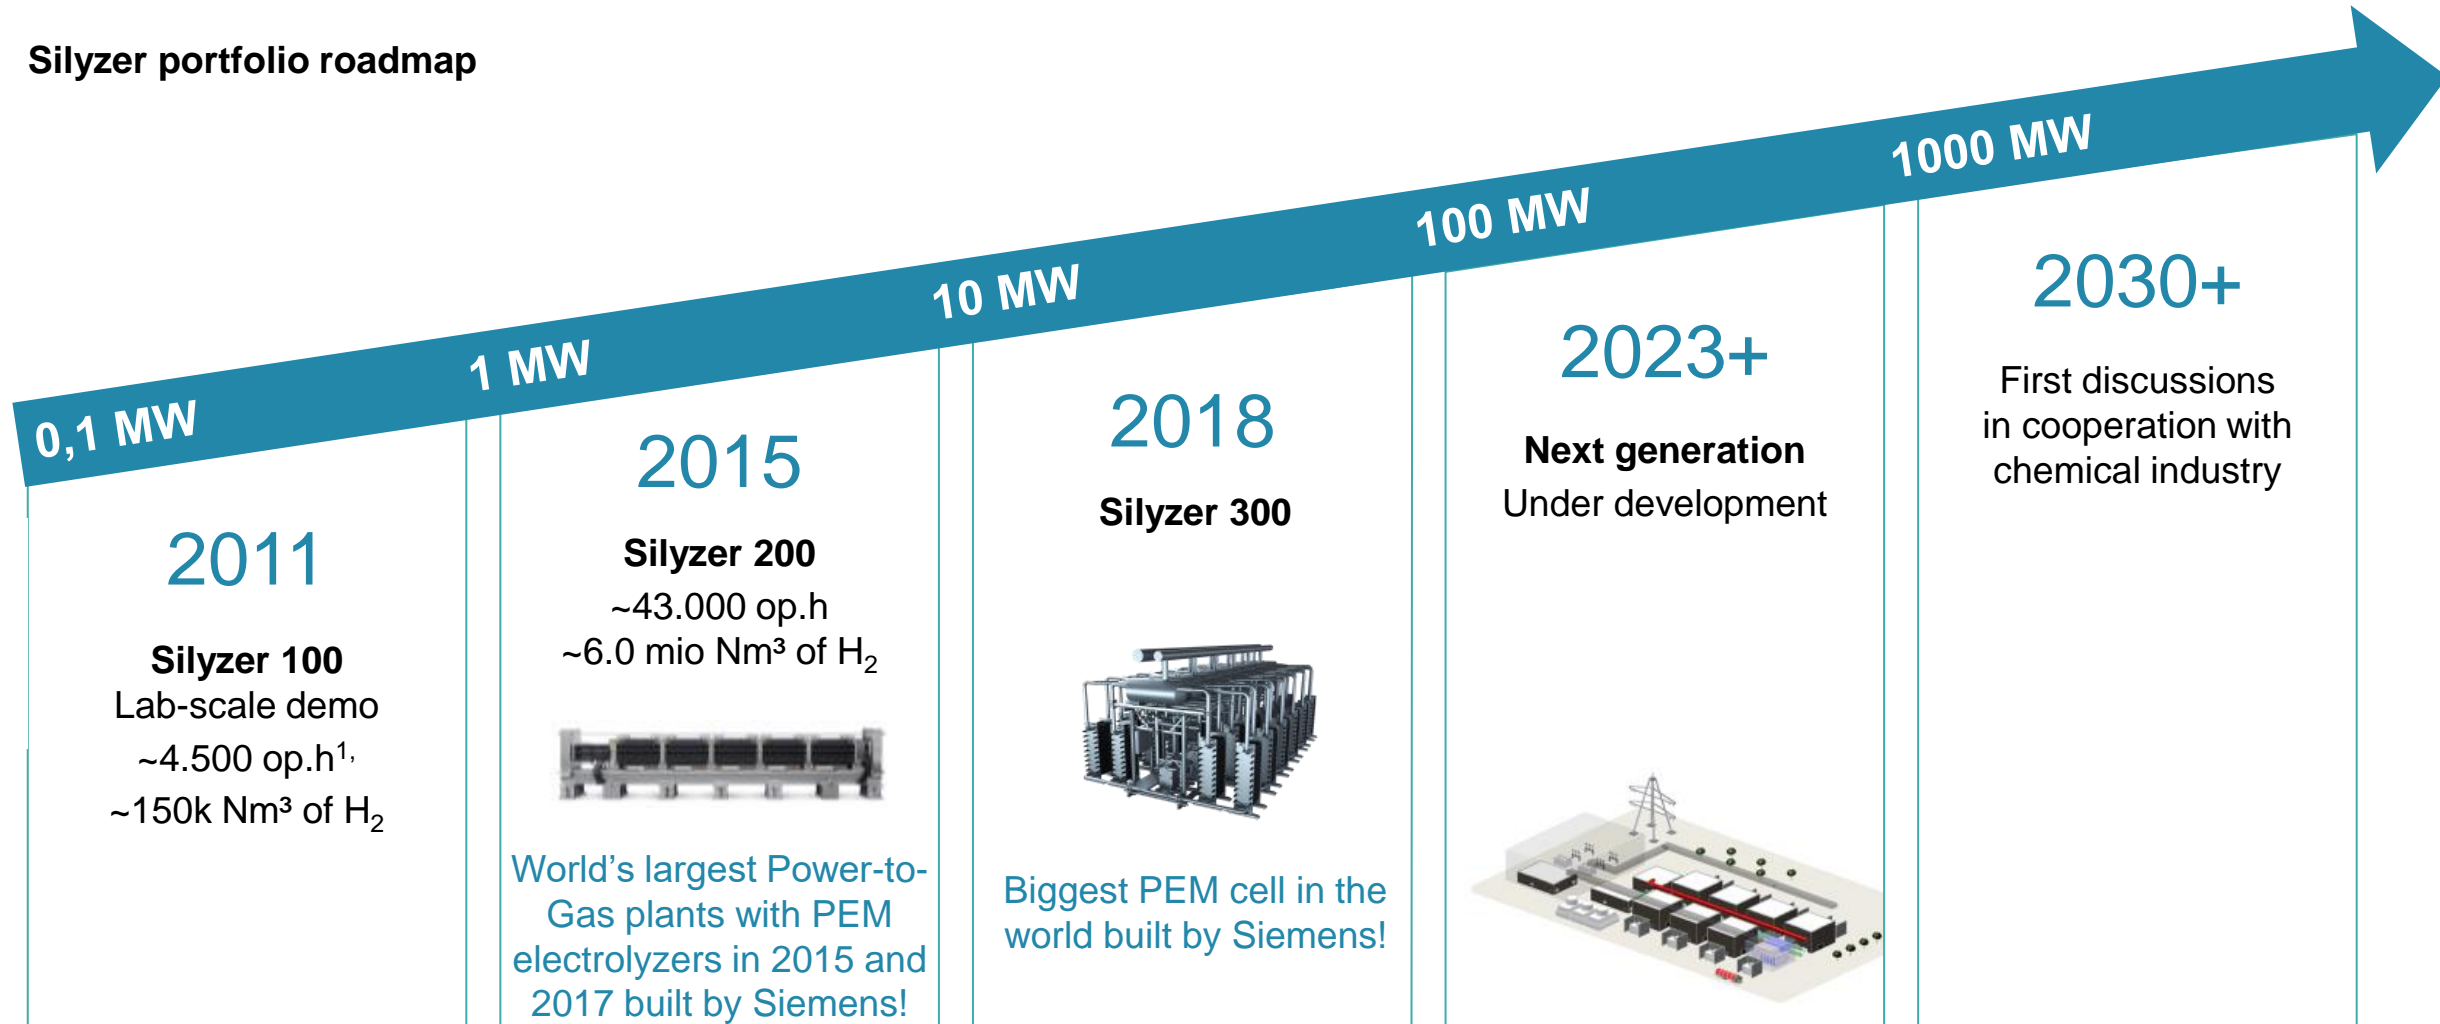 Silyzer portfolio roadmap
0,1 MW
1 MW
10 MW
100 MW
1000 MW
2011
Silyzer 100
Lab-scale demo
~4.500 op.h¹,
~150k Nm³ of H₂
2015
Silyzer 200
~43.000 op.h
~6.0 mio Nm³ of H₂
World’s largest Power-to-
Gas plants with PEM
electrolyzers in 2015 and
2017 built by Siemens!
2018
Silyzer 300
Biggest PEM cell in the
world built by Siemens!
2023+
Next generation
Under development
2030+
First discussions
in cooperation with
chemical industry